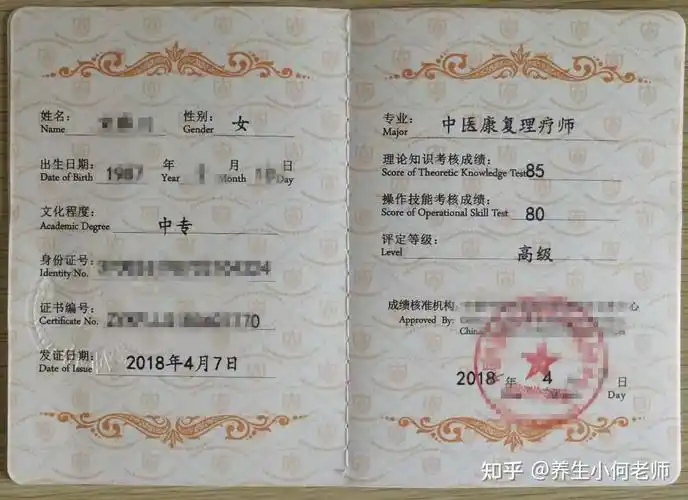 姓名：
Name
性别： 女
Gender
出生日期： 1987 年 月 日
Date of Birth Year Month Day
文化程度： 中专
Academic Degree
身份证号：
Identity No.
证书编号：
Certificate No. 70
发证日期： 2018年4月7日
Date of Issue
专业： 中医康复理疗师
Major
理论知识考核成绩： 85
Score of Theoretic Knowledge Test
操作技能考核成绩： 80
Score of Operational Skill Test
评定等级： 高级
Level
成绩核准机构： 心
Approved By:
2018 年 4 日
Day
知乎 @养生小何老师